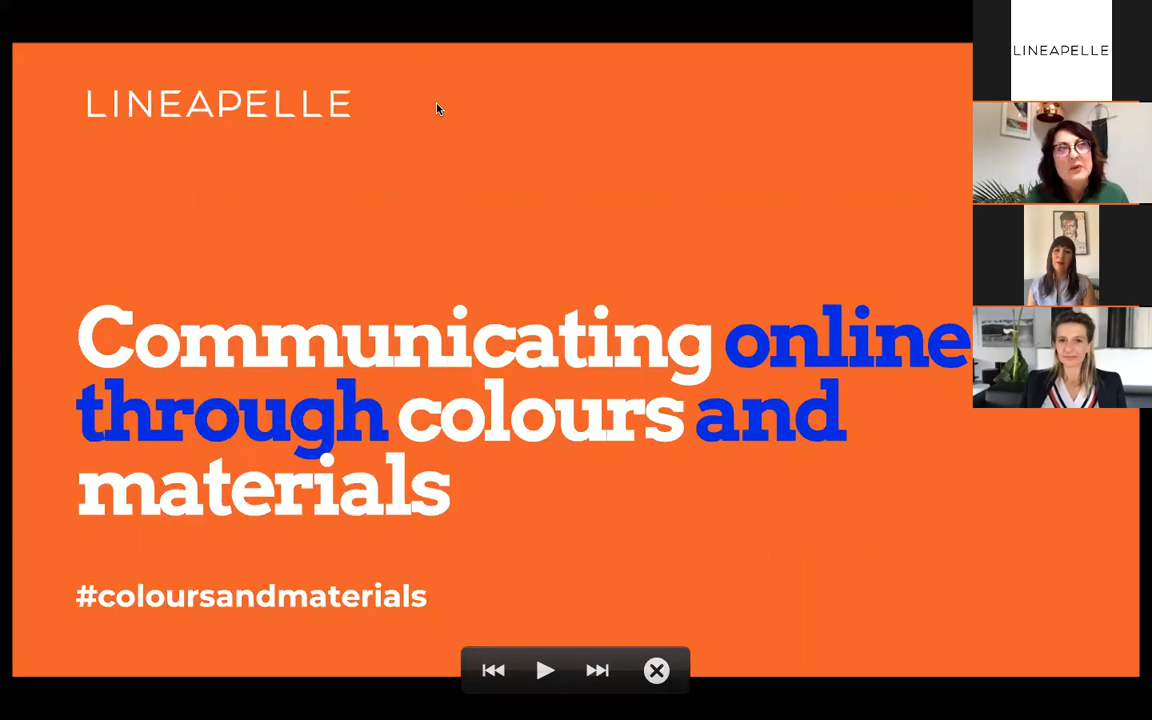 LINEAPELLE
LINEAPELLE
Communicating online
through colours and
materials
#coloursandmaterials